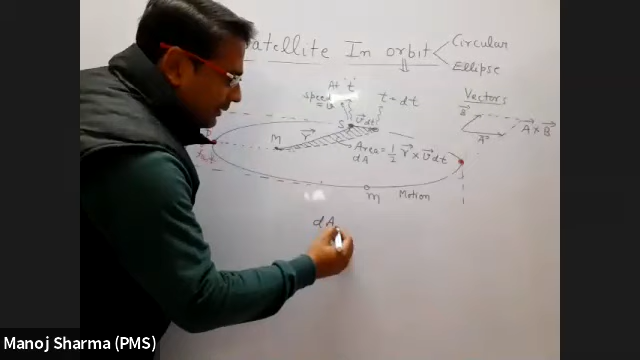 Satellite In orbit
Circular
Ellipse
At 't'
speed = v
t + dt
Vectors
B
A
A x B
S
v dt
M
r
Area = 1/2 r x v dt
dA
m
Motion
dA
Manoj Sharma (PMS)